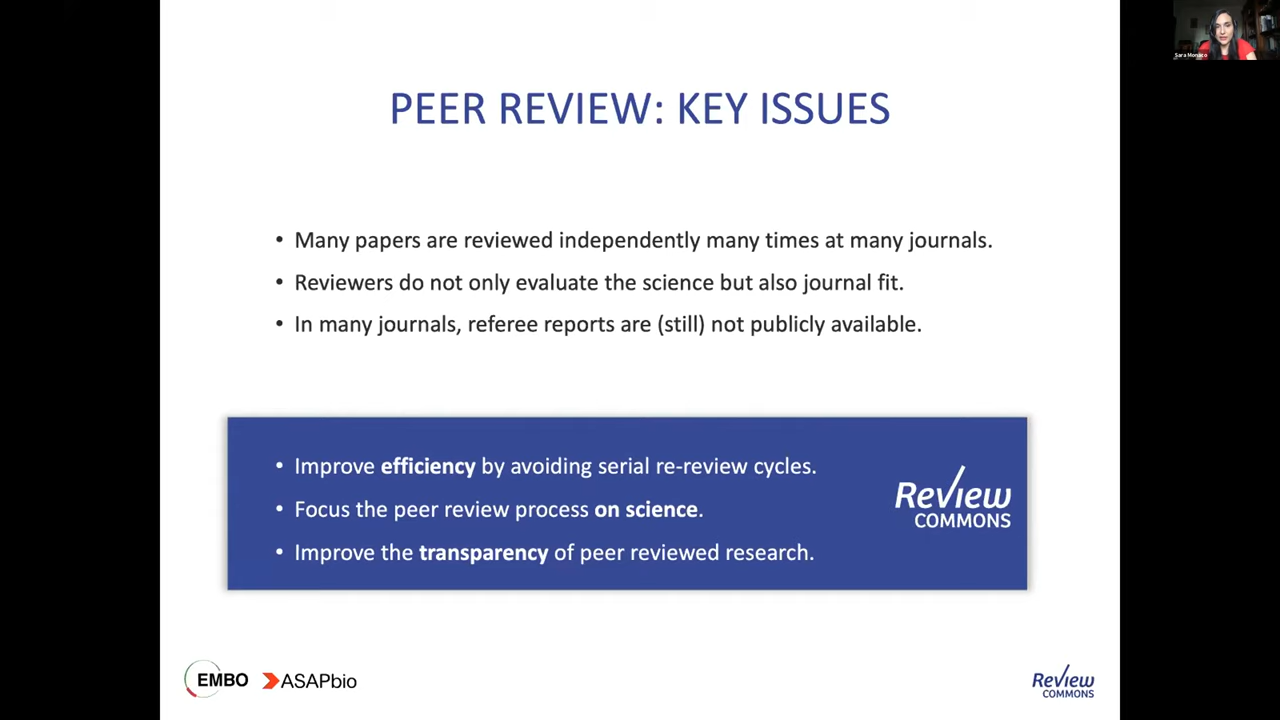 Sara Monaco
PEER REVIEW: KEY ISSUES
• Many papers are reviewed independently many times at many journals.
• Reviewers do not only evaluate the science but also journal fit.
• In many journals, referee reports are (still) not publicly available.
• Improve efficiency by avoiding serial re-review cycles.
• Focus the peer review process on science.
• Improve the transparency of peer reviewed research.
Review
COMMONS
EMBO ASAPbio
Review
COMMONS